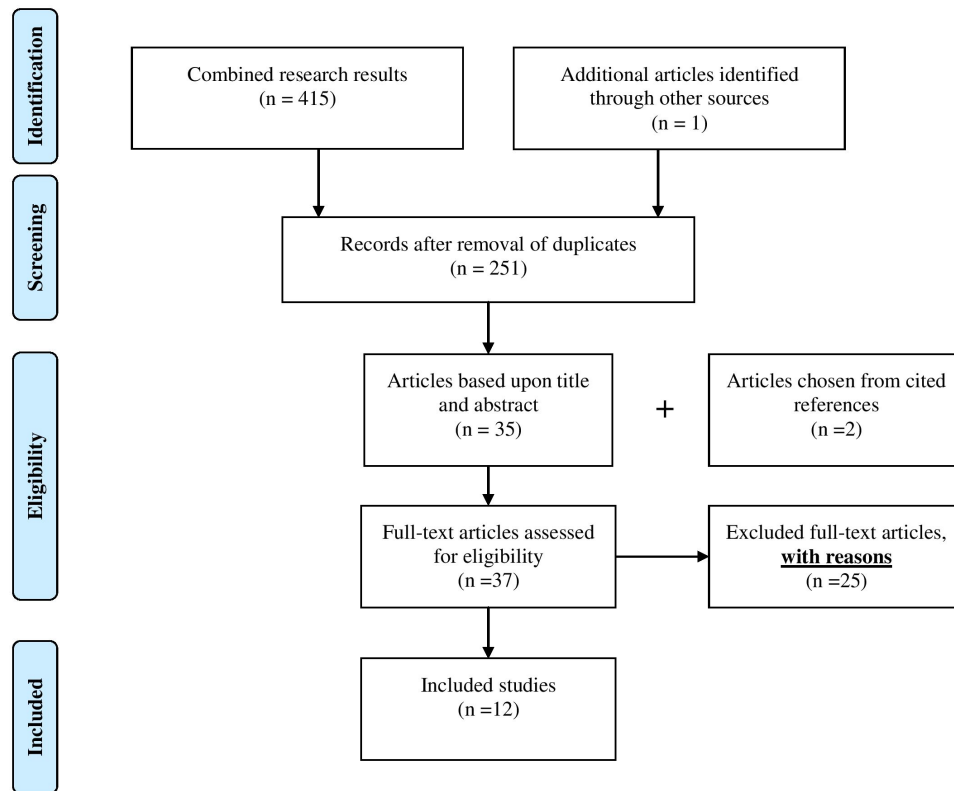 Identification
Combined research results
(n = 415)
Additional articles identified
through other sources
(n = 1)
Screening
Records after removal of duplicates
(n = 251)
Eligibility
Articles based upon title
and abstract
(n = 35)
+
Articles chosen from cited
references
(n =2)
Full-text articles assessed
for eligibility
(n =37)
Excluded full-text articles,
with reasons
(n =25)
Included
Included studies
(n =12)